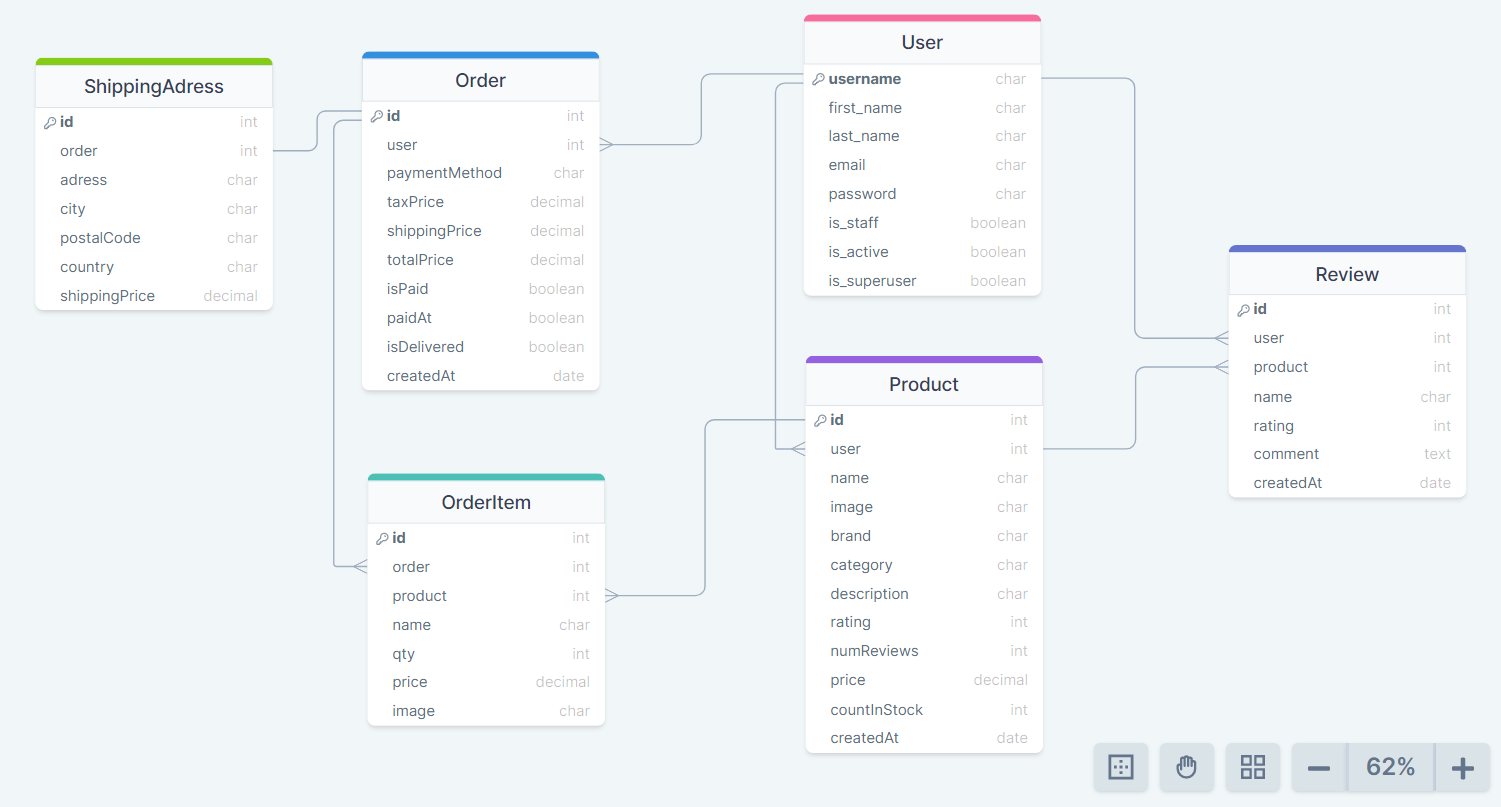 ShippingAdress
id int
order int
adress char
city char
postalCode char
country char
shippingPrice decimal
Order
id int
user int
paymentMethod char
taxPrice decimal
shippingPrice decimal
totalPrice decimal
isPaid boolean
paidAt boolean
isDelivered boolean
createdAt date
User
username char
first_name char
last_name char
email char
password char
is_staff boolean
is_active boolean
is_superuser boolean
Review
id int
user int
product int
name char
rating int
comment text
createdAt date
OrderItem
id int
order int
product int
name char
qty int
price decimal
image char
Product
id int
user int
name char
image char
brand char
category char
description char
rating int
numReviews int
price decimal
countInStock int
createdAt date
62%